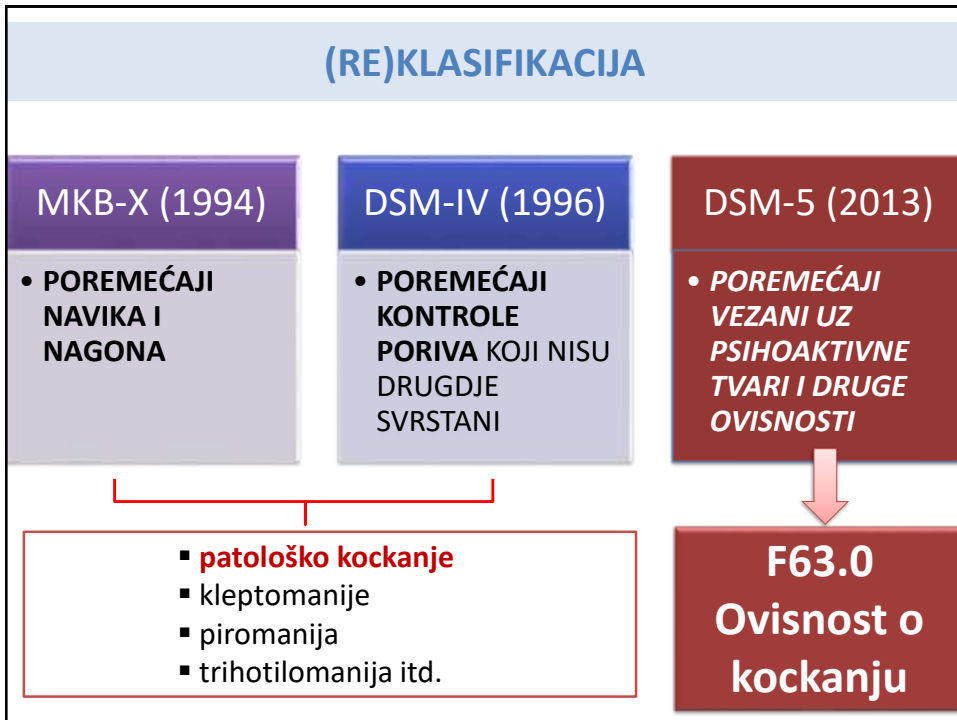 (RE)KLASIFIKACIJA
MKB-X (1994)
• POREMEĆAJI
NAVIKA I
NAGONA
DSM-IV (1996)
• POREMEĆAJI
KONTROLE
PORIVA KOJI NISU
DRUGDJE
SVRSTANI
DSM-5 (2013)
• POREMEĆAJI
VEZANI UZ
PSIHOAKTIVNE
TVARI I DRUGE
OVISNOSTI
▪ patološko kockanje
▪ kleptomanije
▪ piromanija
▪ trihotilomanija itd.
F63.0
Ovisnost o
kockanju